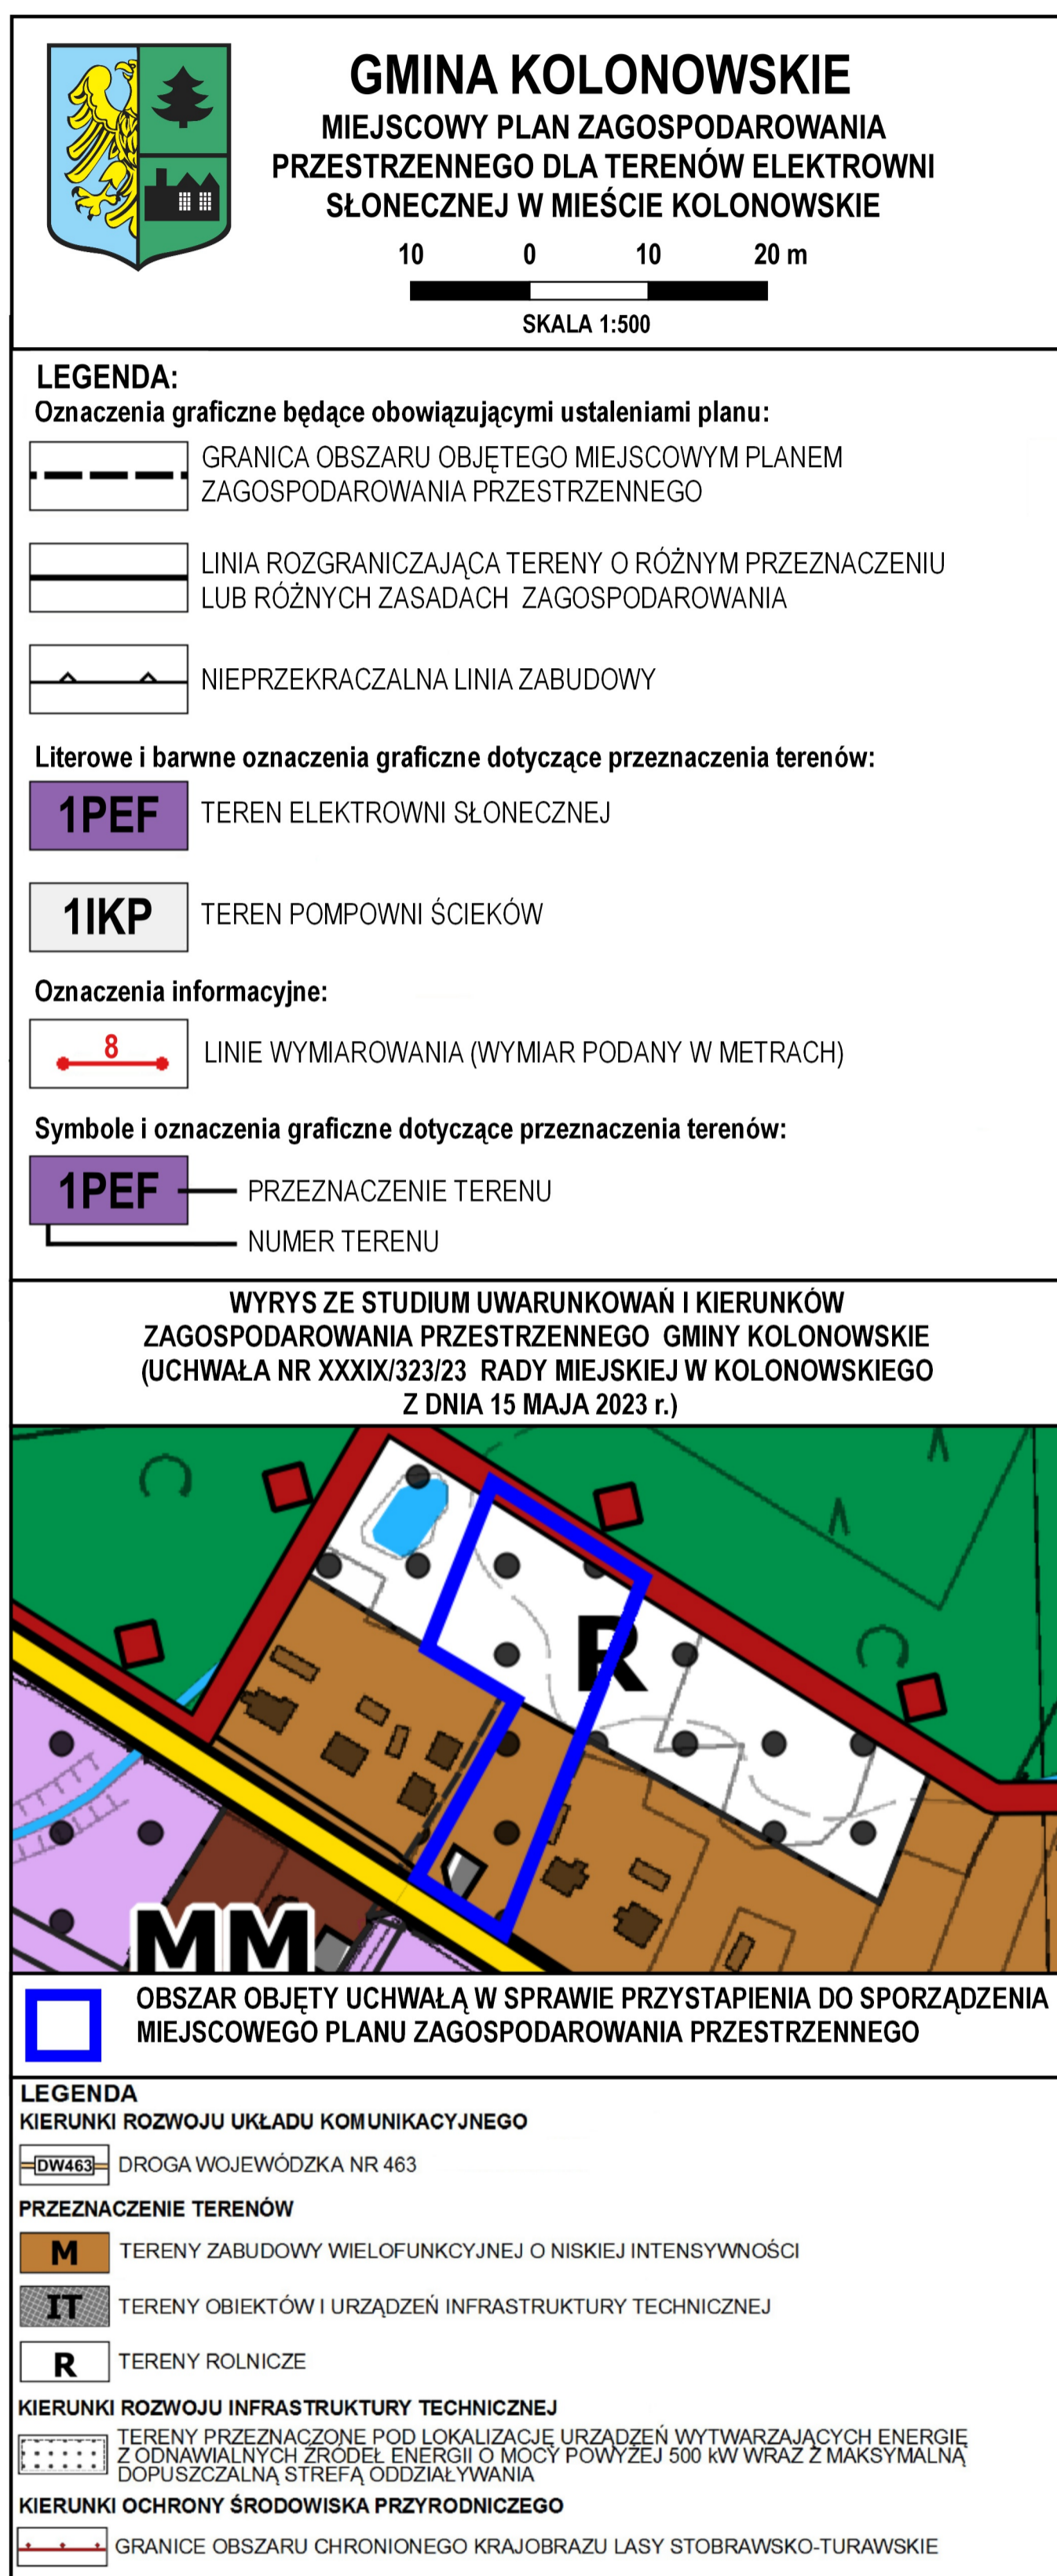 GMINA KOLONOWSKIE
MIEJSCOWY PLAN ZAGOSPODAROWANIA
PRZESTRZENNEGO DLA TERENÓW ELEKTROWNI
SŁONECZNEJ W MIEŚCIE KOLONOWSKIE
10 0 10 20 m
SKALA 1:500
LEGENDA:
Oznaczenia graficzne będące obowiązującymi ustaleniami planu:
GRANICA OBSZARU OBJĘTEGO MIEJSCOWYM PLANEM
ZAGOSPODAROWANIA PRZESTRZENNEGO
LINIA ROZGRANICZAJĄCA TERENY O RÓŻNYM PRZEZNACZENIU
LUB RÓŻNYCH ZASADACH ZAGOSPODAROWANIA
NIEPRZEKRACZALNA LINIA ZABUDOWY
Literowe i barwne oznaczenia graficzne dotyczące przeznaczenia terenów:
1PEF TEREN ELEKTROWNI SŁONECZNEJ
1IKP TEREN POMPOWNI ŚCIEKÓW
Oznaczenia informacyjne:
8 LINIE WYMIAROWANIA (WYMIAR PODANY W METRACH)
Symbole i oznaczenia graficzne dotyczące przeznaczenia terenów:
1PEF PRZEZNACZENIE TERENU
NUMER TERENU
WYRYS ZE STUDIUM UWARUNKOWAŃ I KIERUNKÓW
ZAGOSPODAROWANIA PRZESTRZENNEGO GMINY KOLONOWSKIE
(UCHWAŁA NR XXXIX/323/23 RADY MIEJSKIEJ W KOLONOWSKIEGO
Z DNIA 15 MAJA 2023 r.)
R
MM
OBSZAR OBJĘTY UCHWAŁĄ W SPRAWIE PRZYSTAPIENIA DO SPORZĄDZENIA
MIEJSCOWEGO PLANU ZAGOSPODAROWANIA PRZESTRZENNEGO
LEGENDA
KIERUNKI ROZWOJU UKŁADU KOMUNIKACYJNEGO
DW463 DROGA WOJEWÓDZKA NR 463
PRZEZNACZENIE TERENÓW
M TERENY ZABUDOWY WIELOFUNKCYJNEJ O NISKIEJ INTENSYWNOŚCI
IT TERENY OBIEKTÓW I URZĄDZEŃ INFRASTRUKTURY TECHNICZNEJ
R TERENY ROLNICZE
KIERUNKI ROZWOJU INFRASTRUKTURY TECHNICZNEJ
TERENY PRZEZNACZONE POD LOKALIZACJĘ URZĄDZEŃ WYTWARZAJĄCYCH ENERGIĘ
Z ODNAWIALNYCH ŹRÓDEŁ ENERGII O MOCY POWYŻEJ 500 kW WRAZ Z MAKSYMALNĄ
DOPUSZCZALNĄ STREFĄ ODDZIAŁYWANIA
KIERUNKI OCHRONY ŚRODOWISKA PRZYRODNICZEGO
GRANICE OBSZARU CHRONIONEGO KRAJOBRAZU LASY STOBRAWSKO-TURAWSKIE